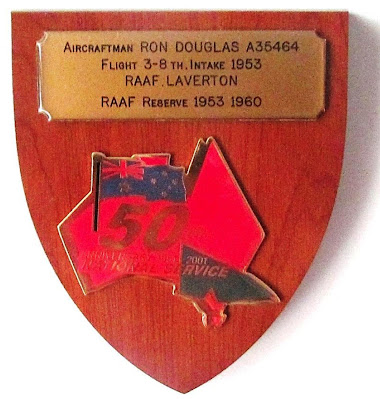 AIRCRAFTMAN RON DOUGLAS A35464
FLIGHT 3-8 TH. INTAKE 1953
RAAF. LAVERTON
RAAF RESERVE 1953 1960
50
2001
NATIONAL SERVICE